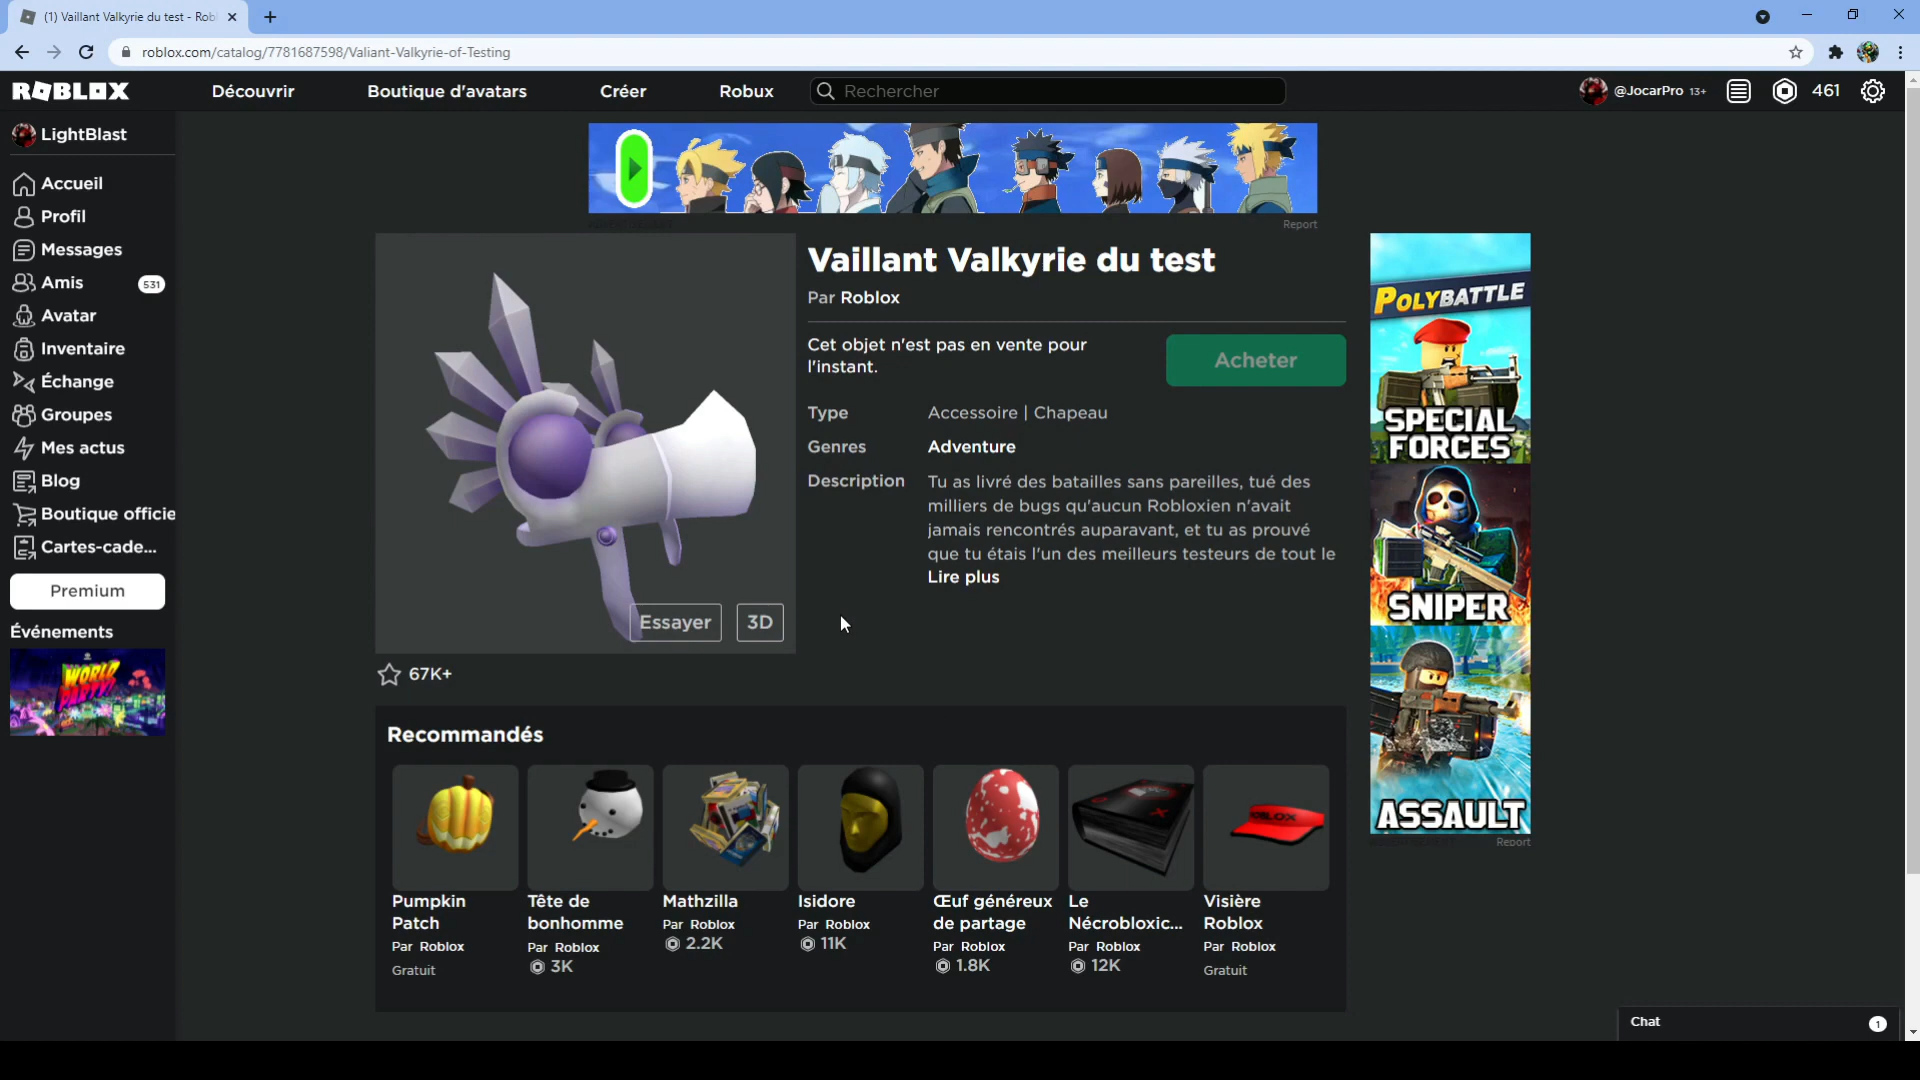 (1) Vaillant Valkyrie du test - Rob
roblox.com/catalog/7781687598/Valiant-Valkyrie-of-Testing
ROBLOX
Découvrir
Boutique d'avatars
Créer
Robux
Rechercher
@JocarPro 13+
461
LightBlast
Accueil
Profil
Messages
Amis
531
Avatar
Inventaire
Échange
Groupes
Mes actus
Blog
Boutique officie
Cartes-cade...
Premium
Événements
WORLD
PARTY!
Report
Vaillant Valkyrie du test
Par Roblox
Cet objet n'est pas en vente pour
l'instant.
Acheter
Type
Accessoire | Chapeau
Genres
Adventure
Description
Tu as livré des batailles sans pareilles, tué des
milliers de bugs qu'aucun Robloxien n'avait
jamais rencontrés auparavant, et tu as prouvé
que tu étais l'un des meilleurs testeurs de tout le
Lire plus
Essayer
3D
67K+
POLYBATTLE
SPECIAL
FORCES
SNIPER
ASSAULT
Report
Recommandés
Pumpkin
Patch
Par Roblox
Gratuit
Tête de
bonhomme
Par Roblox
3K
Mathzilla
Par Roblox
2.2K
Isidore
Par Roblox
11K
Œuf généreux
de partage
Par Roblox
1.8K
Le
Nécrobloxic...
Par Roblox
12K
ROBLOX
Visière
Roblox
Par Roblox
Gratuit
Chat
1